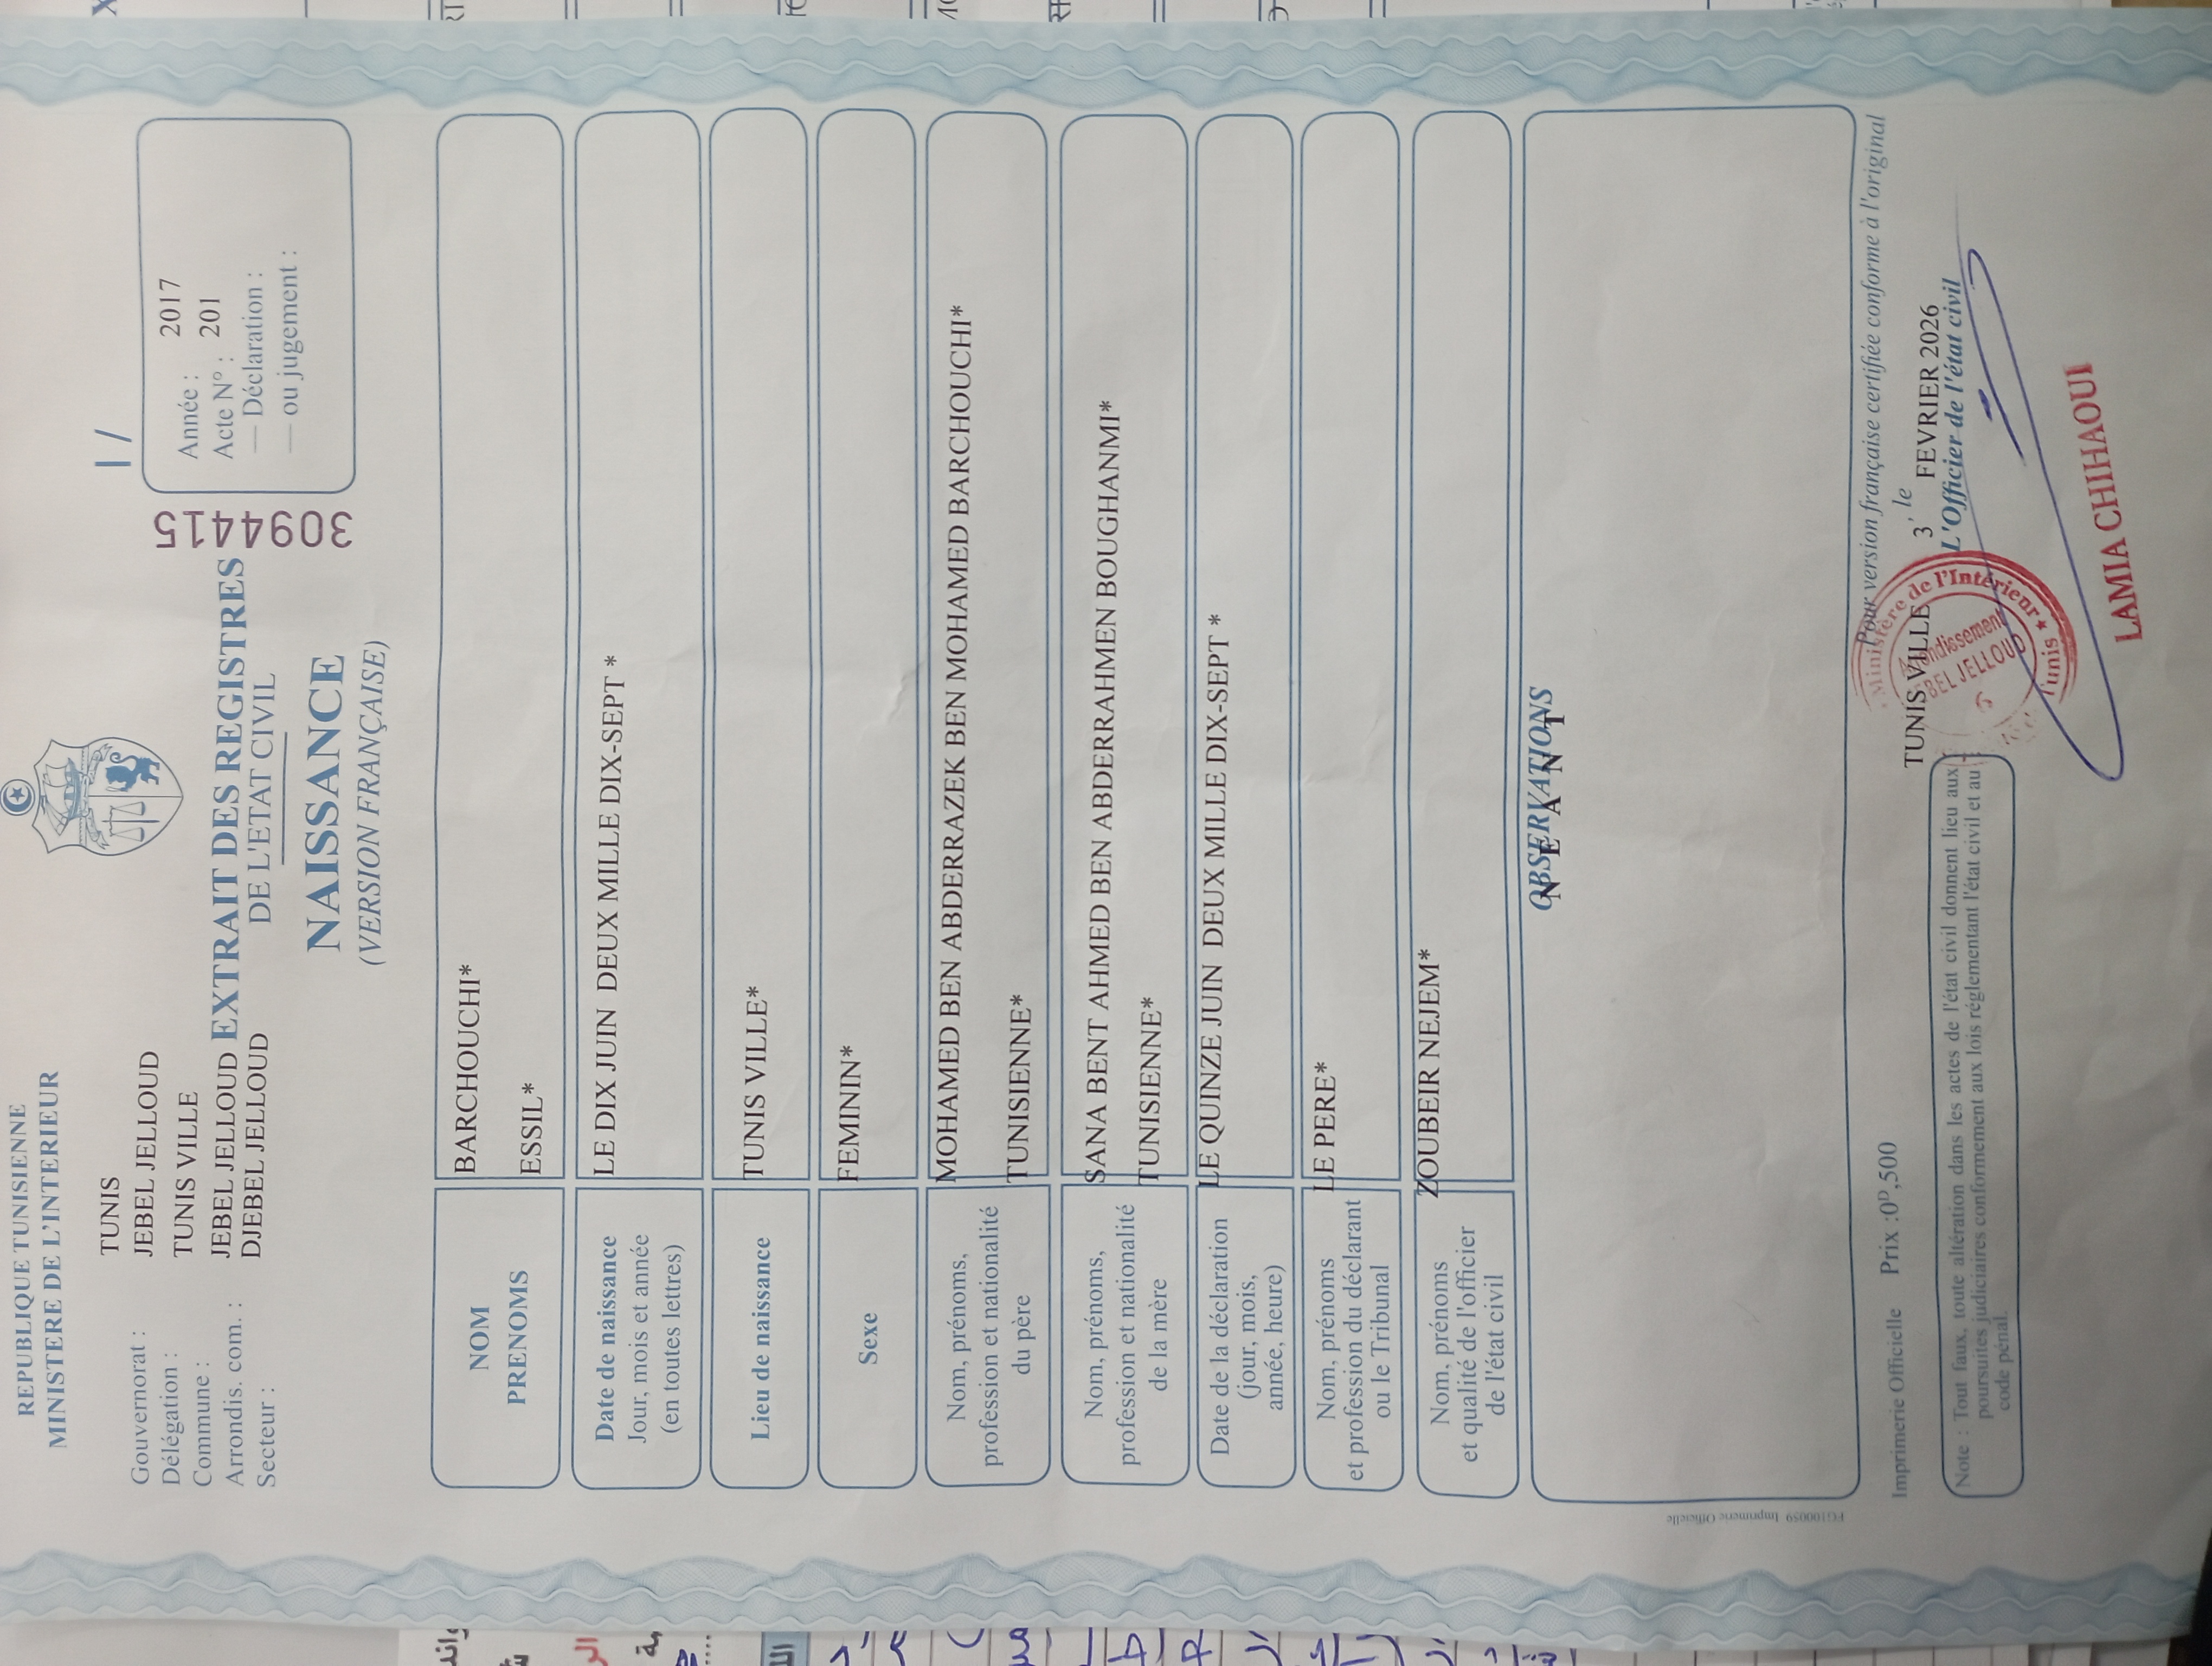 REPUBLIQUE TUNISIENNE
MINISTERE DE L'INTERIEUR
Gouvernorat : TUNIS
Délégation : JEBEL JELLOUD
Commune : TUNIS VILLE
Arrondis. com. : JEBEL JELLOUD
Secteur : DJEBEL JELLOUD
EXTRAIT DES REGISTRES
DE L'ETAT CIVIL
NAISSANCE
(VERSION FRANÇAISE)
3094415
Année : 2017
Acte N° : 201
— Déclaration :
— ou jugement :
NOM BARCHOUCHI*
PRENOMS ESSIL*
Date de naissance
Jour, mois et année
(en toutes lettres)
LE DIX JUIN DEUX MILLE DIX-SEPT *
Lieu de naissance
TUNIS VILLE*
Sexe
FEMININ*
Nom, prénoms,
profession et nationalité
du père
MOHAMED BEN ABDERRAZEK BEN MOHAMED BARCHOUCHI*
TUNISIENNE*
Nom, prénoms,
profession et nationalité
de la mère
SANA BENT AHMED BEN ABDERRAHMEN BOUGHANMI*
TUNISIENNE*
Date de la déclaration
(jour, mois,
année, heure)
LE QUINZE JUIN DEUX MILLE DIX-SEPT *
Nom, prénoms
et profession du déclarant
ou le Tribunal
LE PERE*
Nom, prénoms
et qualité de l'officier
de l'état civil
ZOUBEIR NEJEM*
OBSERVATIONS
N E A N T
FG100059 Imprimerie Officielle
Imprimerie Officielle Prix :0ᴰ,500
Pour version française certifiée conforme à l'original
TUNIS VILLE 3, le FEVRIER 2026
L'Officier de l'état civil
Ministère de l'Intérieur ★ Tunis
Arrondissement
JEBEL JELLOUD
6
LAMIA CHIHAOUI
Note : Tout faux, toute altération dans les actes de l'état civil donnent lieu aux
poursuites judiciaires conformement aux lois réglementant l'état civil et au
code pénal.